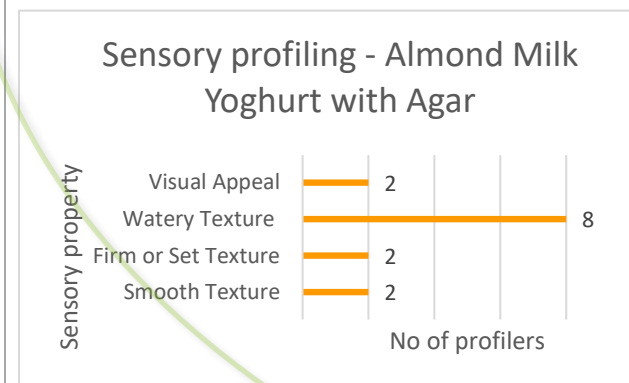 Sensory profiling - Almond Milk
Yoghurt with Agar
Sensory property
Visual Appeal 2
Watery Texture 8
Firm or Set Texture 2
Smooth Texture 2
No of profilers